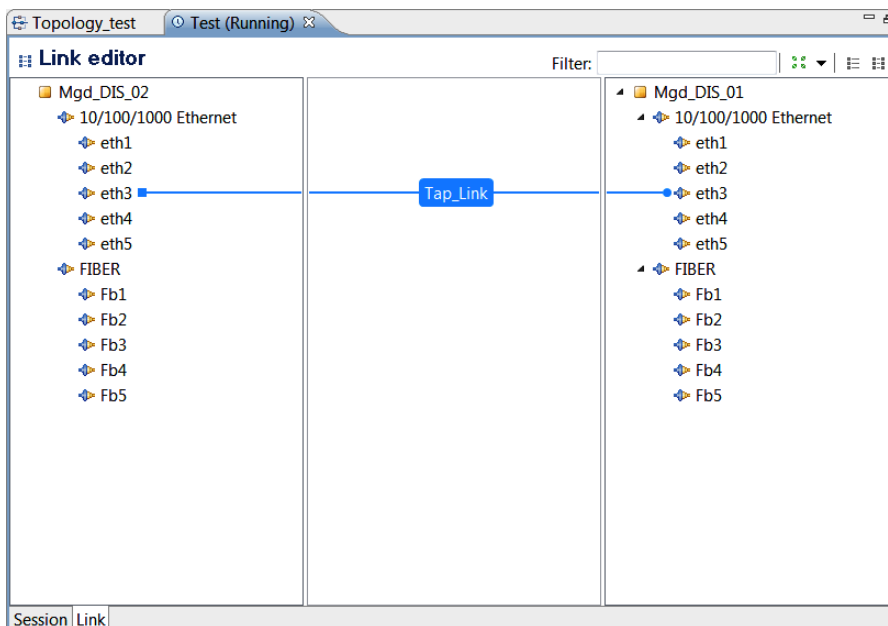 Topology_test Test (Running)
Link editor Filter:
Mgd_DIS_02 Mgd_DIS_01
10/100/1000 Ethernet 10/100/1000 Ethernet
eth1 eth1
eth2 eth2
eth3 Tap_Link eth3
eth4 eth4
eth5 eth5
FIBER FIBER
Fb1 Fb1
Fb2 Fb2
Fb3 Fb3
Fb4 Fb4
Fb5 Fb5
Session Link